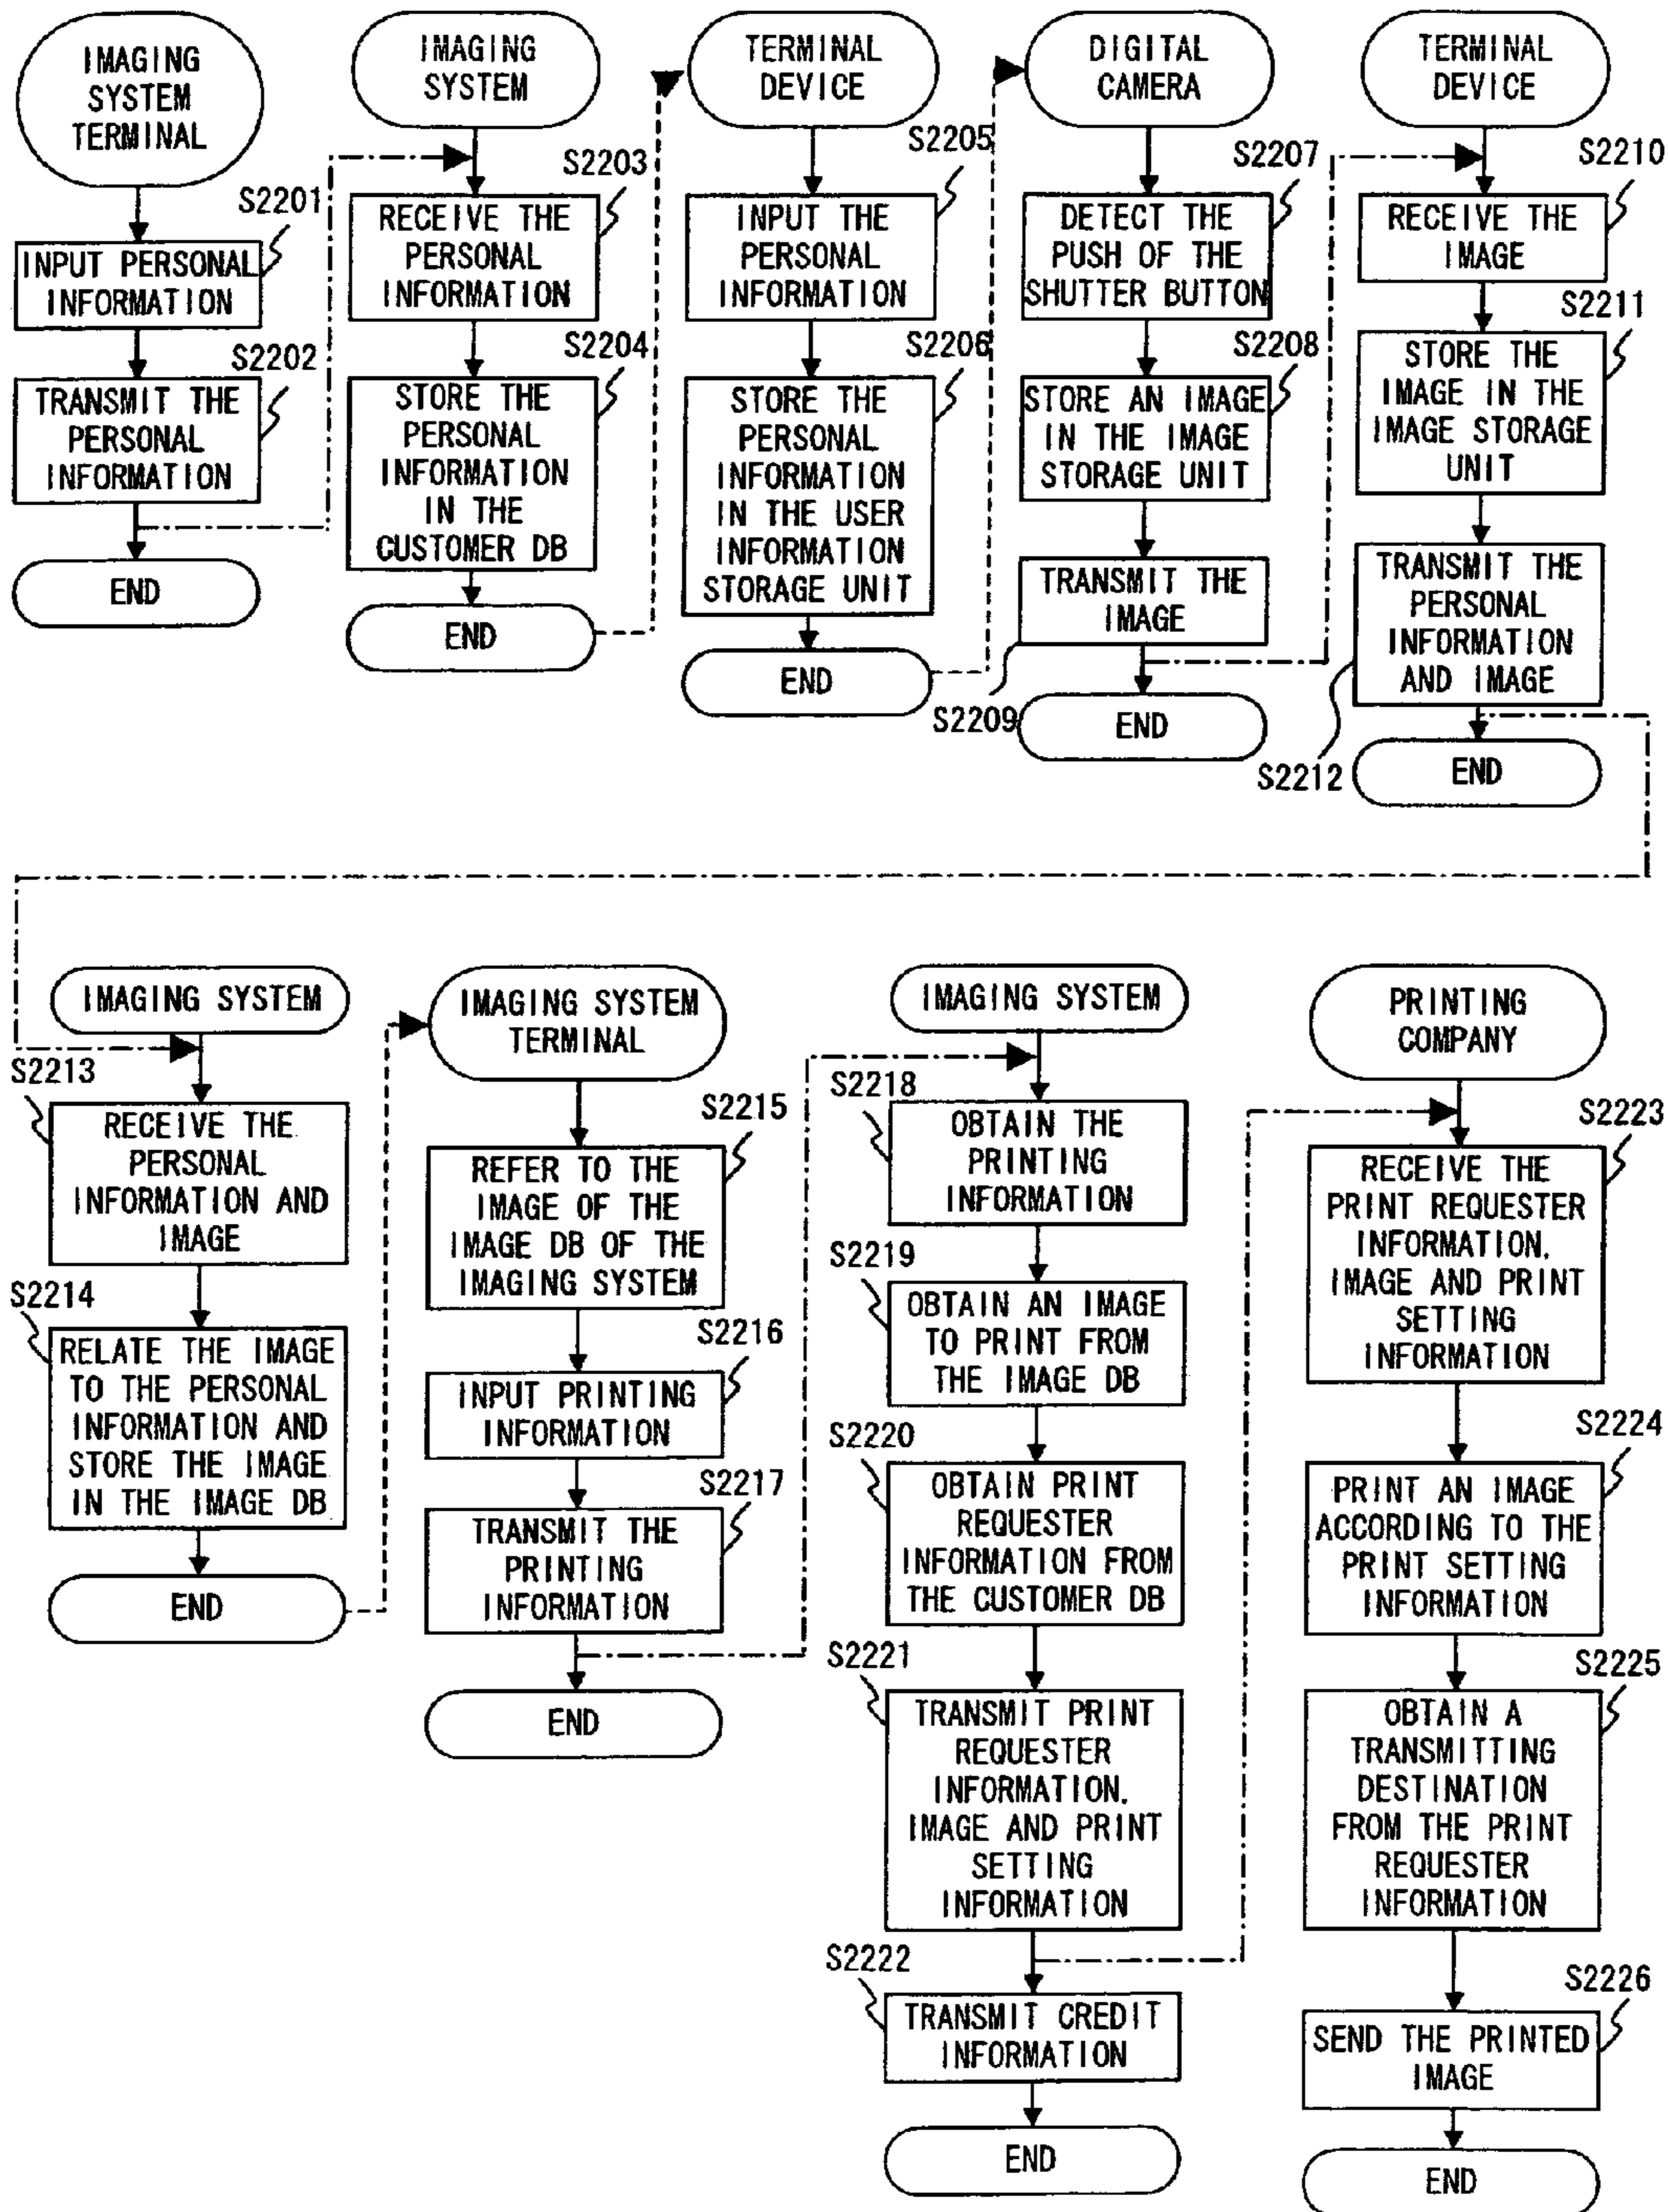 IMAGING
SYSTEM
TERMINAL
S2201
INPUT PERSONAL
INFORMATION
S2202
TRANSMIT THE
PERSONAL
INFORMATION
END
IMAGING
SYSTEM
S2203
RECEIVE THE
PERSONAL
INFORMATION
S2204
STORE THE
PERSONAL
INFORMATION
IN THE
CUSTOMER DB
END
TERMINAL
DEVICE
S2205
INPUT THE
PERSONAL
INFORMATION
S2206
STORE THE
PERSONAL
INFORMATION
IN THE USER
INFORMATION
STORAGE UNIT
END
DIGITAL
CAMERA
S2207
DETECT THE
PUSH OF THE
SHUTTER BUTTON
S2208
STORE AN IMAGE
IN THE IMAGE
STORAGE UNIT
TRANSMIT THE
IMAGE
S2209
END
TERMINAL
DEVICE
S2210
RECEIVE THE
IMAGE
S2211
STORE THE
IMAGE IN THE
IMAGE STORAGE
UNIT
TRANSMIT THE
PERSONAL
INFORMATION
AND IMAGE
S2212
END
IMAGING SYSTEM
S2213
RECEIVE THE
PERSONAL
INFORMATION AND
IMAGE
S2214
RELATE THE IMAGE
TO THE PERSONAL
INFORMATION AND
STORE THE IMAGE
IN THE IMAGE DB
END
IMAGING SYSTEM
TERMINAL
S2215
REFER TO THE
IMAGE OF THE
IMAGE DB OF THE
IMAGING SYSTEM
S2216
INPUT PRINTING
INFORMATION
S2217
TRANSMIT THE
PRINTING
INFORMATION
END
IMAGING SYSTEM
S2218
OBTAIN THE
PRINTING
INFORMATION
S2219
OBTAIN AN IMAGE
TO PRINT FROM
THE IMAGE DB
S2220
OBTAIN PRINT
REQUESTER
INFORMATION FROM
THE CUSTOMER DB
S2221
TRANSMIT PRINT
REQUESTER
INFORMATION.
IMAGE AND PRINT
SETTING
INFORMATION
S2222
TRANSMIT CREDIT
INFORMATION
END
PRINTING
COMPANY
S2223
RECEIVE THE
PRINT REQUESTER
INFORMATION.
IMAGE AND PRINT
SETTING
INFORMATION
S2224
PRINT AN IMAGE
ACCORDING TO THE
PRINT SETTING
INFORMATION
S2225
OBTAIN A
TRANSMITTING
DESTINATION
FROM THE PRINT
REQUESTER
INFORMATION
S2226
SEND THE PRINTED
IMAGE
END